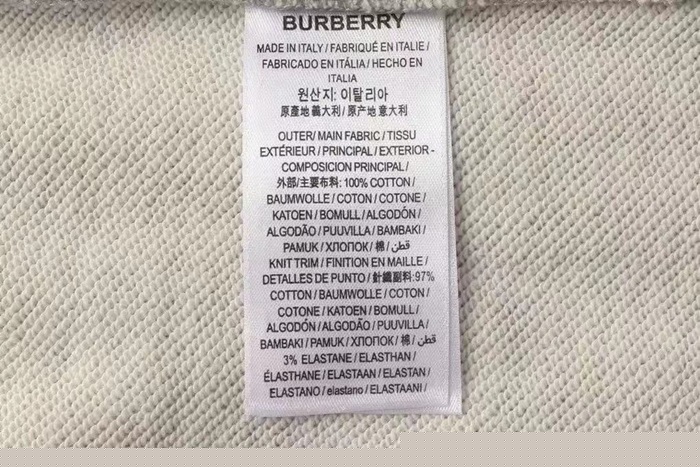 BURBERRY
MADE IN ITALY / FABRIQUÉ EN ITALIE /
FABRICADO EN ITÁLIA / HECHO EN
ITALIA
원산지: 이탈리아
原產地 義大利 / 原产地 意大利
OUTER/ MAIN FABRIC / TISSU
EXTÉRIEUR / PRINCIPAL / EXTERIOR -
COMPOSICION PRINCIPAL /
外部/主要布料: 100% COTTON /
BAUMWOLLE / COTON / COTONE /
KATOEN / BOMULL / ALGODÓN /
ALGODÃO / PUUVILLA / BAMBAKI /
PAMUK / ХЛОПОК / 棉 / قطن /
KNIT TRIM / FINITION EN MAILLE /
DETALLES DE PUNTO / 針織副料:97%
COTTON / BAUMWOLLE / COTON /
COTONE / KATOEN / BOMULL /
ALGODÓN / ALGODÃO / PUUVILLA /
BAMBAKI / PAMUK / ХЛОПОК / 棉 / قطن /
3% ELASTANE / ELASTHAN /
ÉLASTHANE / ELASTAAN / ELASTAN /
ELASTANO / elastano / ELASTAANI /